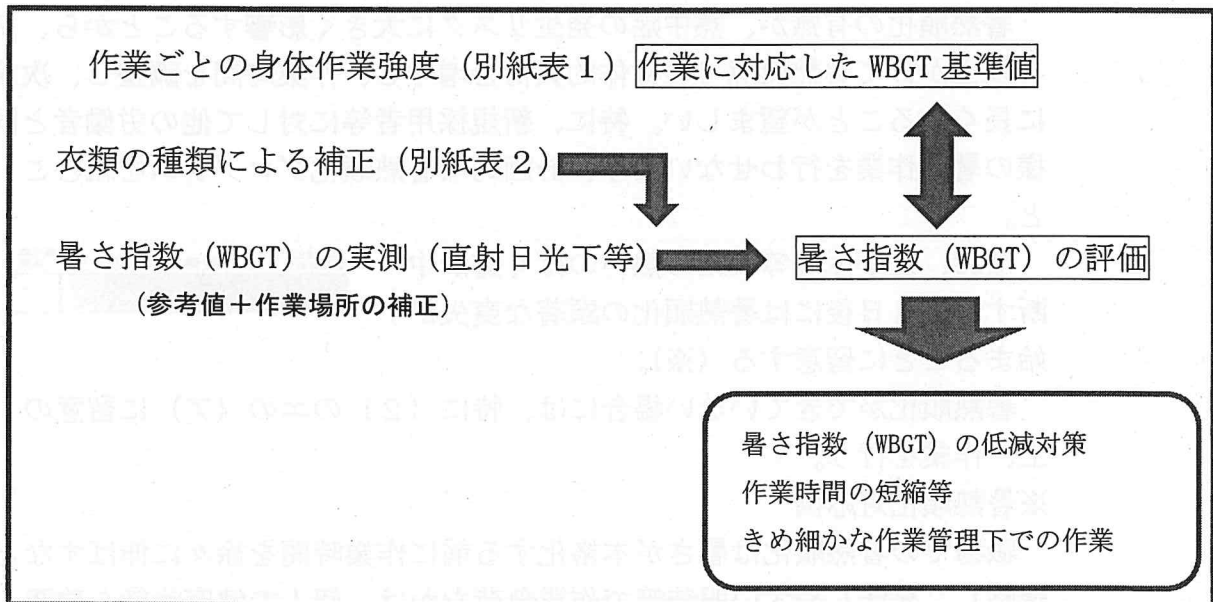 作業ごとの身体作業強度（別紙表１）作業に対応した WBGT 基準値
衣類の種類による補正（別紙表２）
暑さ指数（WBGT）の実測（直射日光下等） 暑さ指数（WBGT）の評価
（参考値＋作業場所の補正）
暑さ指数（WBGT）の低減対策
作業時間の短縮等
きめ細かな作業管理下での作業